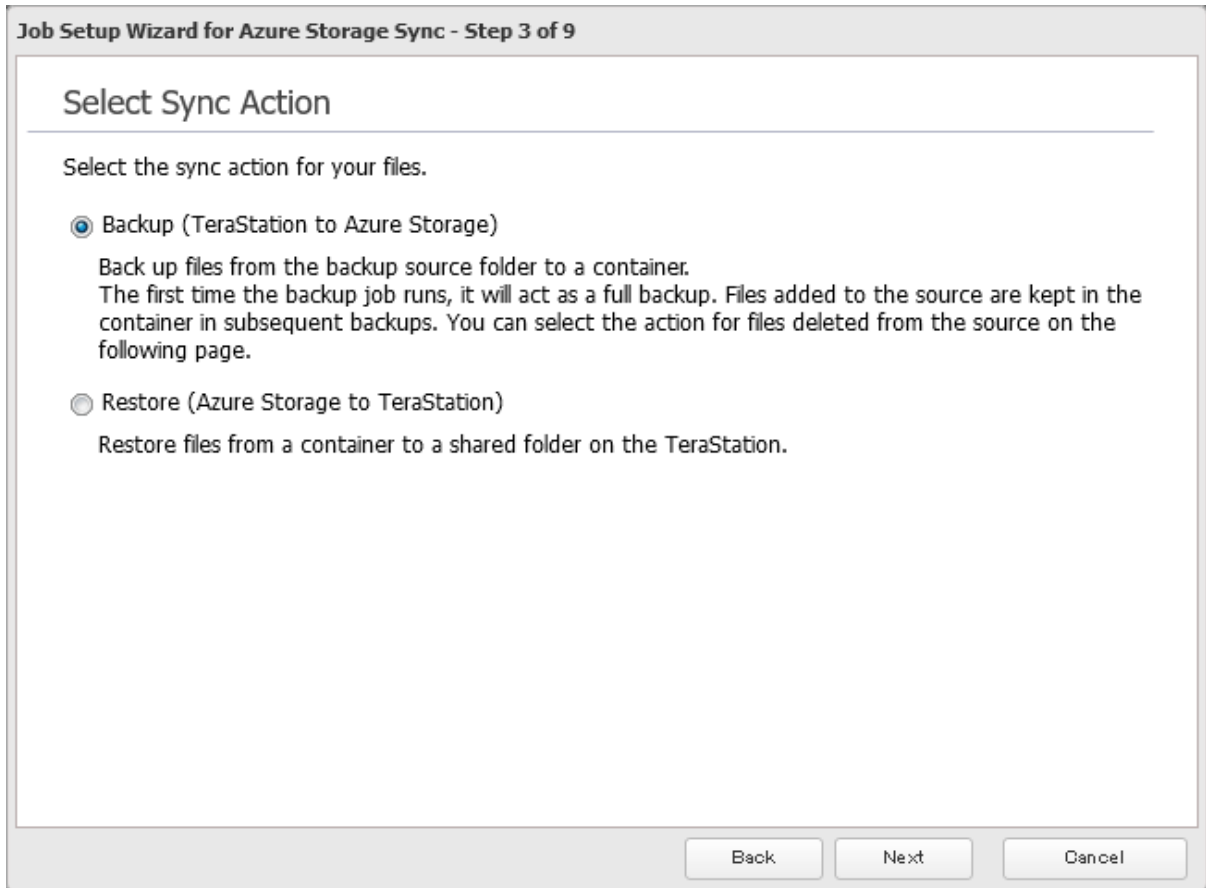 Job Setup Wizard for Azure Storage Sync - Step 3 of 9
Select Sync Action
Select the sync action for your files.
Backup (TeraStation to Azure Storage)
Back up files from the backup source folder to a container.
The first time the backup job runs, it will act as a full backup. Files added to the source are kept in the
container in subsequent backups. You can select the action for files deleted from the source on the
following page.
Restore (Azure Storage to TeraStation)
Restore files from a container to a shared folder on the TeraStation.
Back Next Cancel